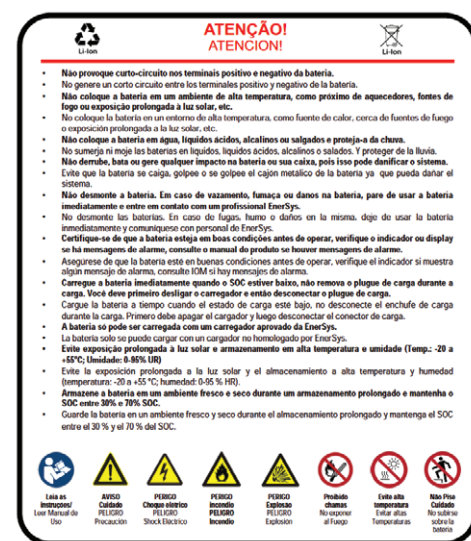 ATENÇÃO!
ATENCION!
Li-Ion
Li-Ion
• Não provoque curto-circuito nos terminais positivo e negativo da bateria.
• No genere un corto circuito entre los terminales positivo y negativo de la batería.
• Não coloque a bateria em um ambiente de alta temperatura, como próximo de aquecedores, fontes de
fogo ou exposição prolongada à luz solar, etc.
• No coloque la batería en un entorno de alta temperatura, como fuente de calor, cerca de fuentes de fuego
o exposición prolongada a la luz solar, etc.
• Não coloque a bateria em água, líquidos ácidos, alcalinos ou salgados e proteja-a da chuva.
• No sumerja ni moje las baterías en líquidos, líquidos ácidos, alcalinos o salados. Y proteger de la lluvia.
• Não derrube, bata ou gere qualquer impacto na bateria ou sua caixa, pois isso pode danificar o sistema.
• Evite que la batería se caiga, golpee o se golpee el cajón metálico de la batería ya que pueda dañar el
sistema.
• Não desmonte a bateria. Em caso de vazamento, fumaça ou danos na bateria, pare de usar a bateria
imediatamente e entre em contato com um profissional EnerSys.
• No desmonte las baterías. En caso de fugas, humo o daños en la misma, deje de usar la batería
inmediatamente y comuníquese con personal de EnerSys.
• Certifique-se de que a bateria esteja em boas condições antes de operar, verifique o indicador ou display
se há mensagens de alarme, consulte o manual do produto se houver mensagens de alarme.
• Asegúrese de que la batería esté en buenas condiciones antes de operar, verifique el indicador si muestra
algún mensaje de alarma, consulte IOM si hay mensajes de alarma.
• Carregue a bateria imediatamente quando o SOC estiver baixo, não remova o plugue de carga durante a
carga. Você deve primeiro desligar o carregador e então desconectar o plugue de carga.
• Cargue la batería a tiempo cuando el estado de carga esté bajo, no desconecte el enchufe de carga
durante la carga. Primero debe apagar el cargador y luego desconectar el conector de carga.
• A bateria só pode ser carregada com um carregador aprovado da EnerSys.
• La batería solo se puede cargar con un cargador no homologado por EnerSys.
• Evite exposição prolongada à luz solar e armazenamento em alta temperatura e umidade (Temp.: -20 a
+55°C; Umidade: 0-95% UR)
• Evite la exposición prolongada a la luz solar y el almacenamiento a alta temperatura y humedad
(temperatura: -20 a +55 °C; humedad: 0-95 % HR).
• Armazene a bateria em um ambiente fresco e seco durante um armazenamento prolongado e mantenha o
SOC entre 30% e 70% SOC.
• Guarde la batería en un ambiente fresco y seco durante el almacenamiento prolongado y mantenga el SOC
entre el 30 % y el 70 % del SOC.
Leia as
Instruções/
Leer Manual de
Uso
AVISO
Cuidado
PELIGRO
Precaución
PERIGO
Choque eletrico
PELIGRO
Shock Eléctrico
PERIGO
incendio
PELIGRO
Incendio
PERIGO
Explosao
PELIGRO
Explosión
Proibido
chamas
No exponer
al Fuego
Evite alta
temperatura
Evitar altas
Temperaturas
Não Pise
Cuidado
No subirse
sobre la
batería